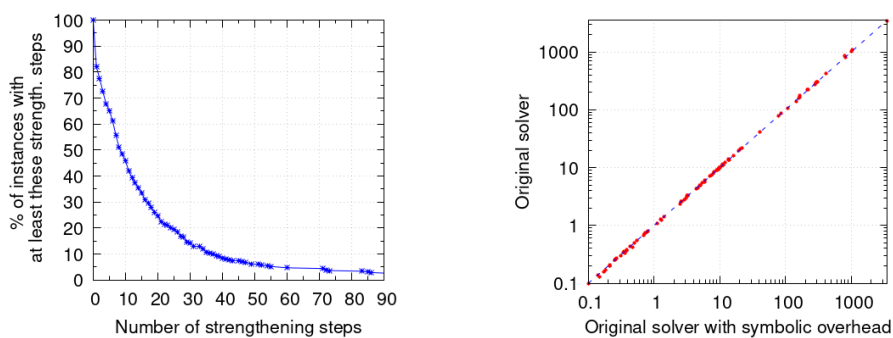 100
90
80
70
60
50
40
30
20
10
0
% of instances with
at least these strength. steps
0 10 20 30 40 50 60 70 80 90
Number of strengthening steps
1000
100
10
1
0.1
Original solver
0.1 1 10 100 1000
Original solver with symbolic overhead